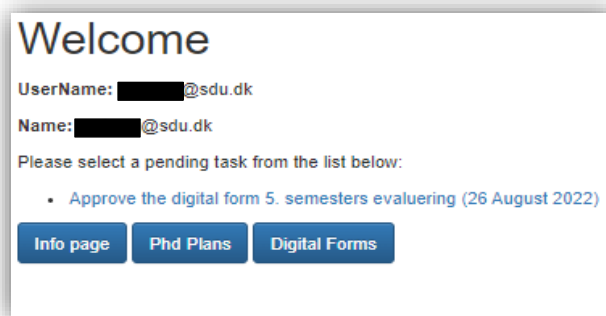 Welcome
UserName: @sdu.dk
Name: @sdu.dk
Please select a pending task from the list below:
• Approve the digital form 5. semesters evaluering (26 August 2022)
Info page Phd Plans Digital Forms